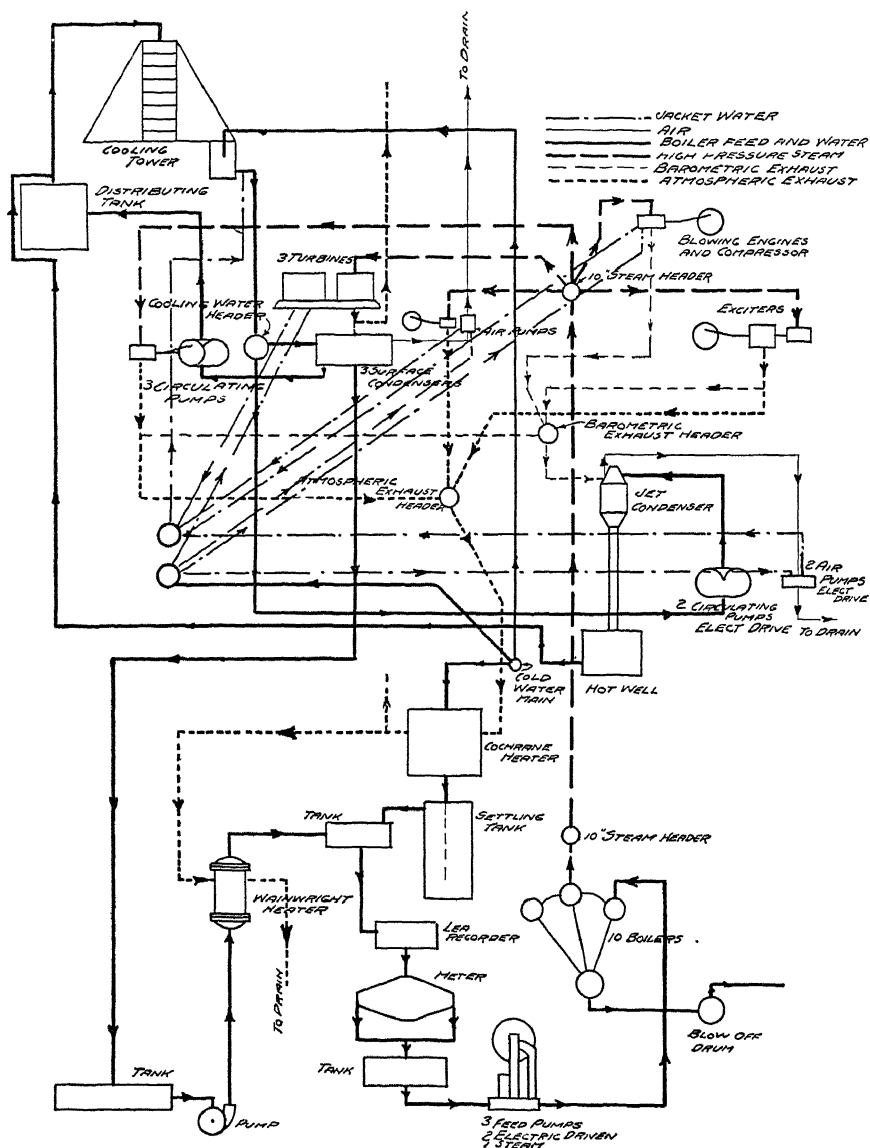 TO DRAIN
JACKET WATER
AIR
BOILER FEED AND WATER
HIGH PRESSURE STEAM
BAROMETRIC EXHAUST
ATMOSPHERIC EXHAUST
COOLING
TOWER
DISTRIBUTING
TANK
BLOWING ENGINES
AND COMPRESSOR
3 TURBINES
10" STEAM HEADER
COOLING WATER
HEADER
AIR PUMPS
EXCITERS
3 SURFACE
CONDENSERS
3 CIRCULATING
PUMPS
BAROMETRIC
EXHAUST HEADER
ATMOSPHERIC
EXHAUST
HEADER
JET
CONDENSER
2 AIR
PUMPS
ELECT
DRIVE
2 CIRCULATING
PUMPS
ELECT DRIVE
TO DRAIN
COLD
WATER
MAIN
HOT WELL
COCHRANE
HEATER
TANK
SETTLING
TANK
10" STEAM HEADER
WAINWRIGHT
HEATER
LEA
RECORDER
10 BOILERS
METER
TO DRAIN
BLOW OFF
DRUM
TANK
TANK
PUMP
3 FEED PUMPS
2 ELECTRIC DRIVEN
1 STEAM